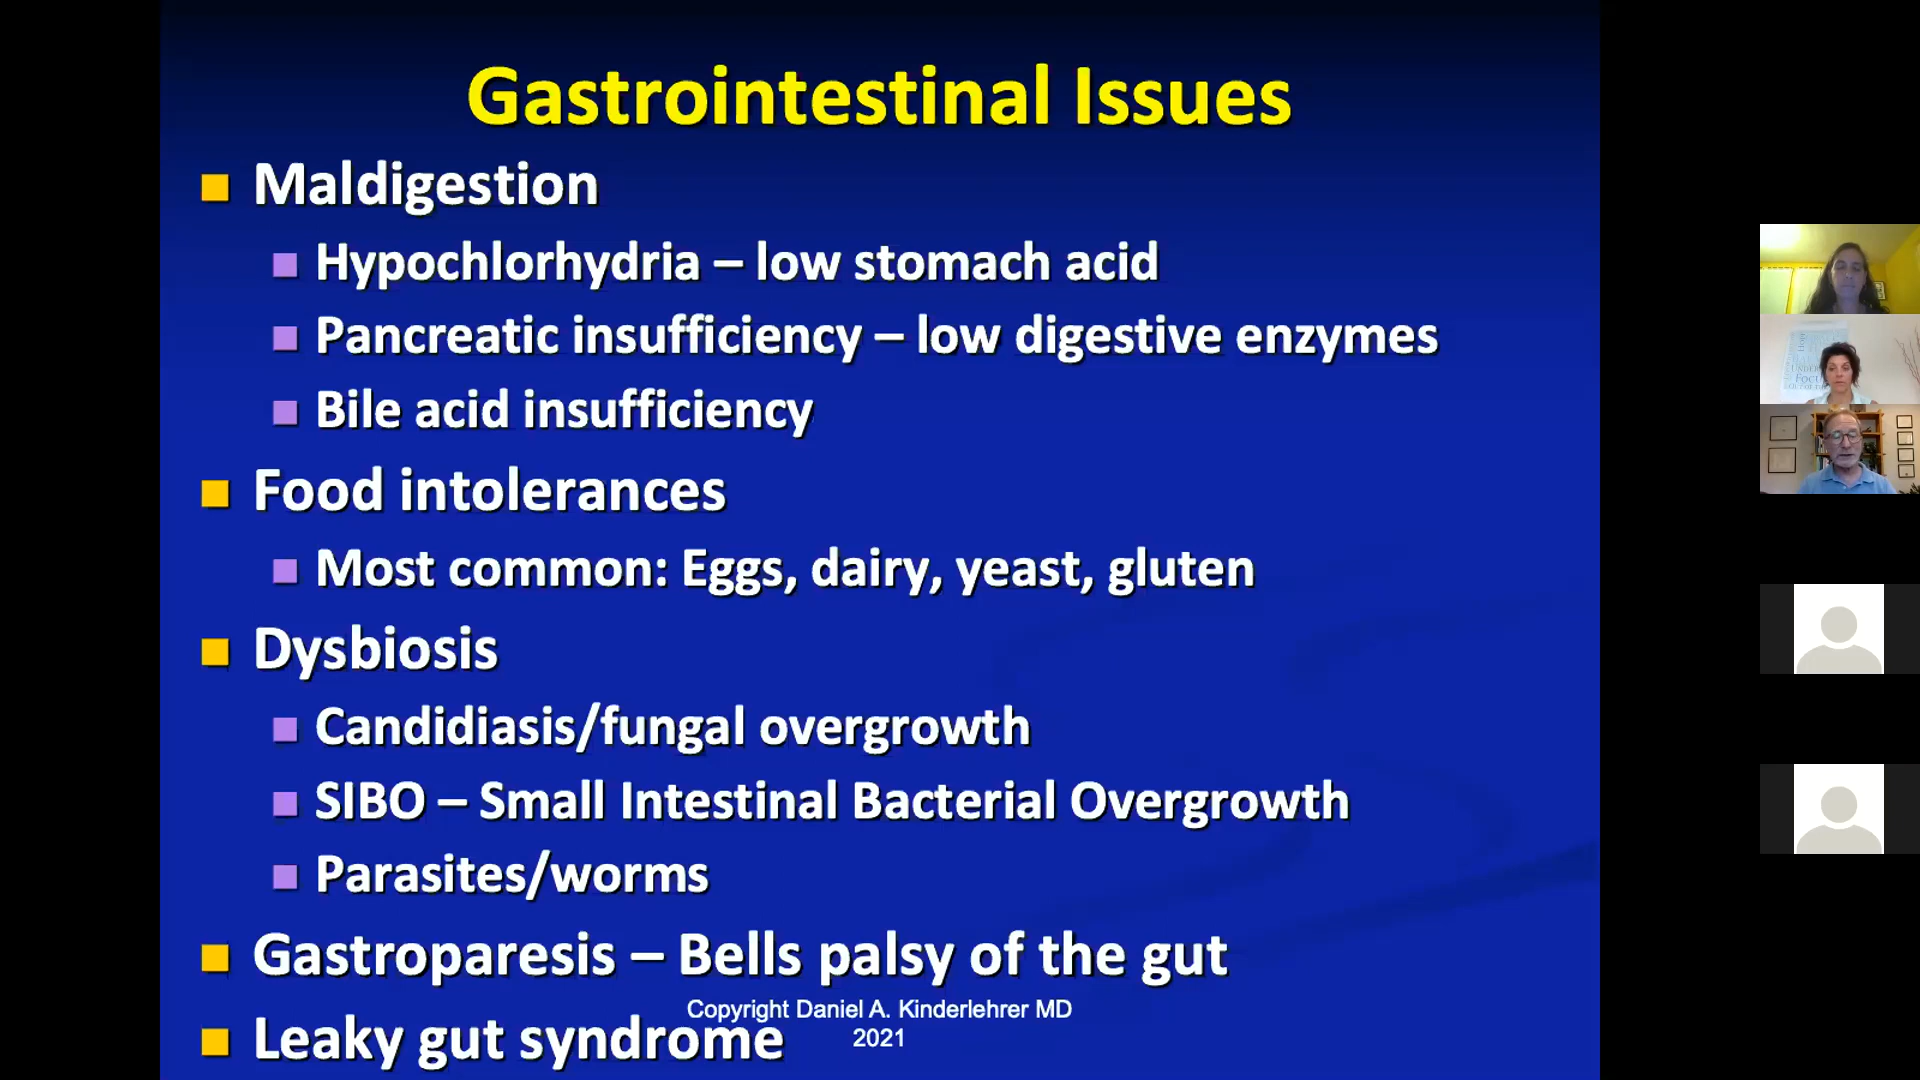 Gastrointestinal Issues
Maldigestion
Hypochlorhydria – low stomach acid
Pancreatic insufficiency – low digestive enzymes
Bile acid insufficiency
Food intolerances
Most common: Eggs, dairy, yeast, gluten
Dysbiosis
Candidiasis/fungal overgrowth
SIBO – Small Intestinal Bacterial Overgrowth
Parasites/worms
Gastroparesis – Bells palsy of the gut
Leaky gut syndrome
Copyright Daniel A. Kinderlehrer MD
2021